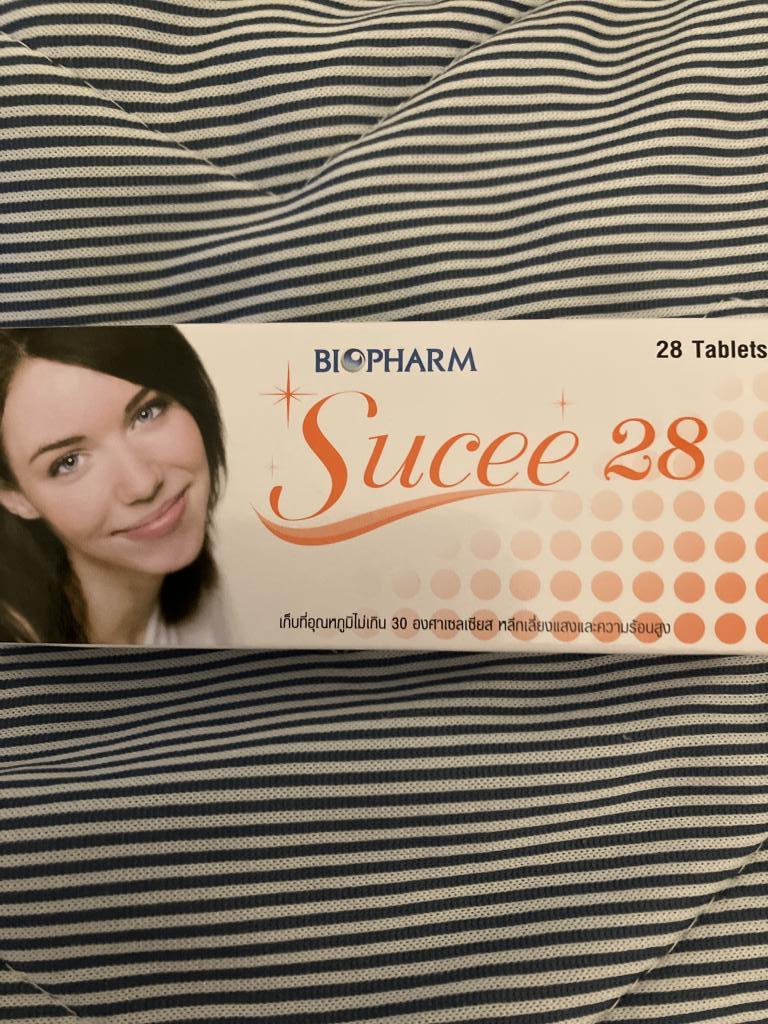 BIOPHARM
28 Tablets
Sucee 28
เก็บที่อุณหภูมิไม่เกิน 30 องศาเซลเซียส หลีกเลี่ยงแสงและความร้อนสูง